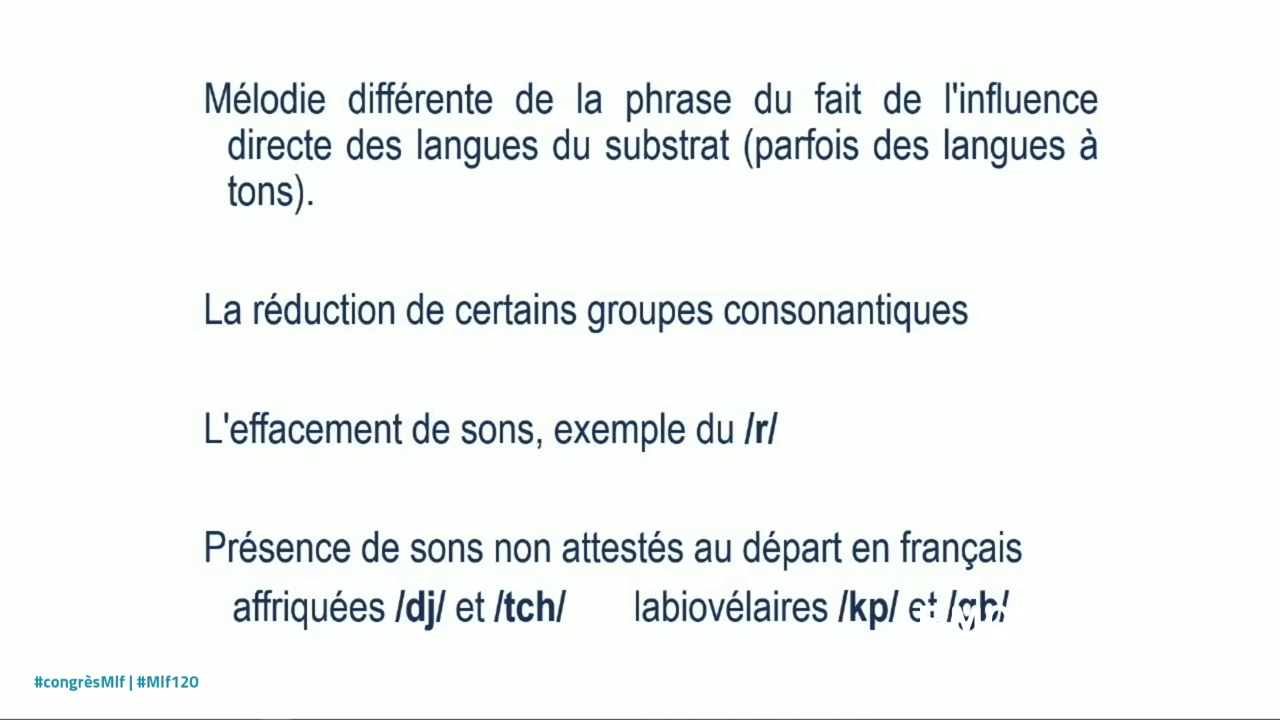 Mélodie différente de la phrase du fait de l'influence
directe des langues du substrat (parfois des langues à
tons).
La réduction de certains groupes consonantiques
L'effacement de sons, exemple du /r/
Présence de sons non attestés au départ en français
affriquées /dj/ et /tch/ labiovélaires /kp/ et /gb/
#congrèsMlf | #Mlf120